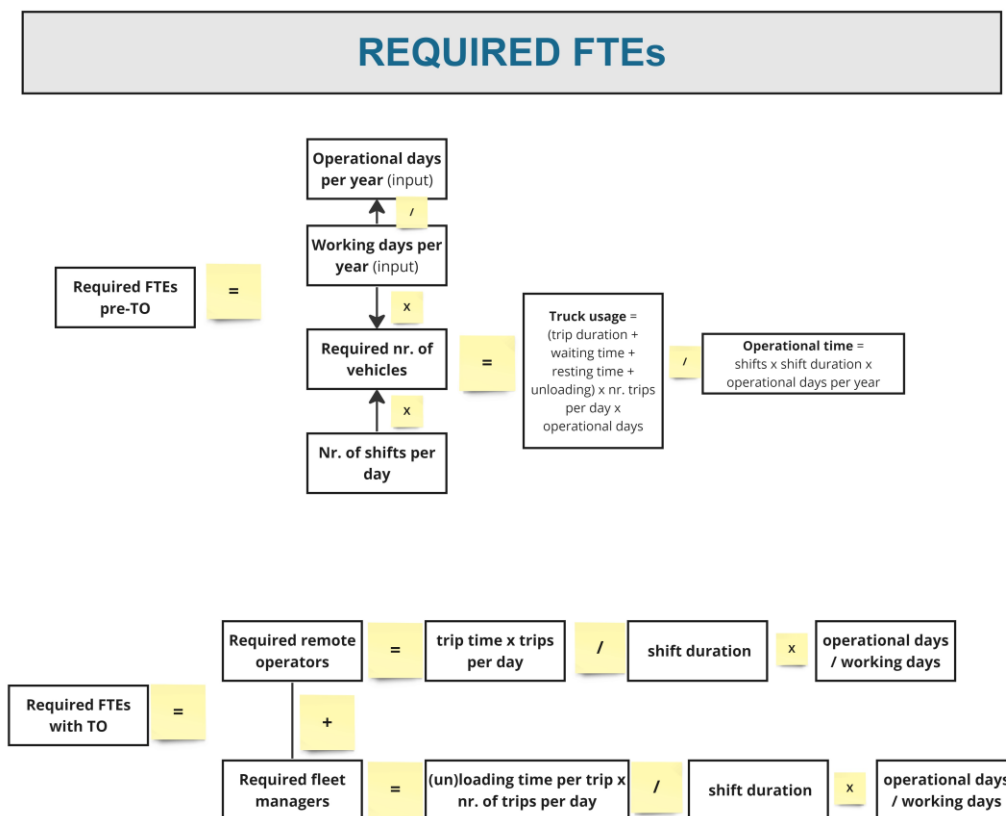 REQUIRED FTEs
Operational days
per year (input)
/
Working days per
year (input)
Required FTEs
pre-TO
=
x
Required nr. of
vehicles
=
Truck usage =
(trip duration +
waiting time +
resting time +
unloading) x nr. trips
per day x
operational days
/
Operational time =
shifts x shift duration x
operational days per year
x
Nr. of shifts per
day
Required remote
operators
=
trip time x trips
per day
/
shift duration
x
operational days
/ working days
Required FTEs
with TO
=
+
Required fleet
managers
=
(un)loading time per trip x
nr. of trips per day
/
shift duration
x
operational days
/ working days